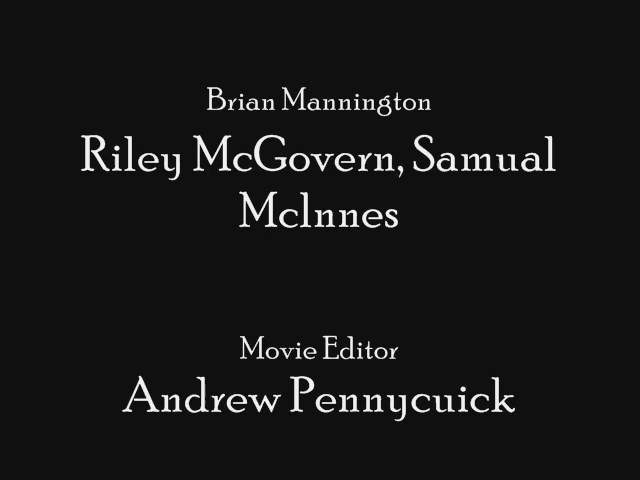 Brian Mannington
Riley McGovern, Samual
McInnes
Movie Editor
Andrew Pennycuick